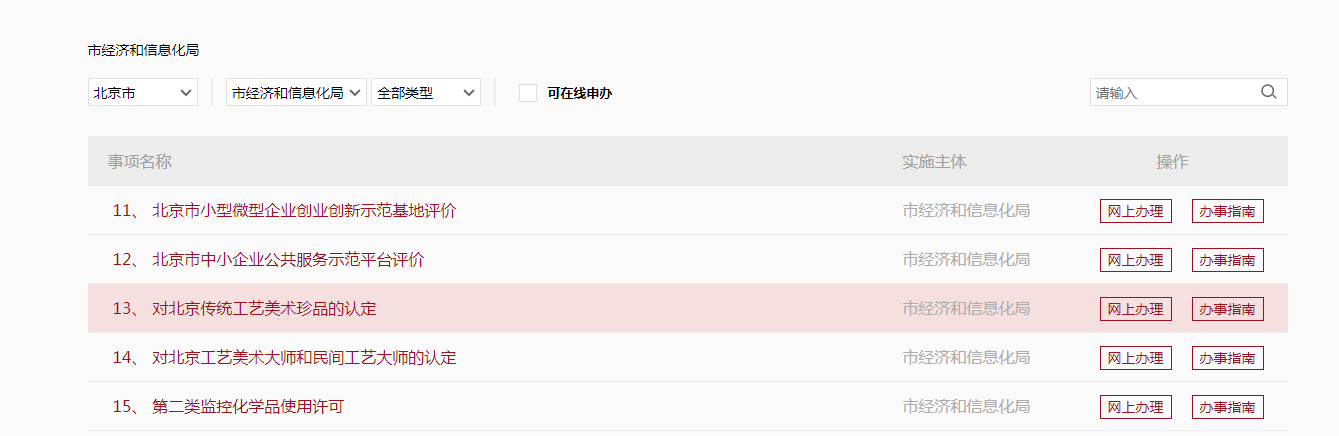 市经济和信息化局
北京市 市经济和信息化局 全部类型 可在线申办 请输入
事项名称 实施主体 操作
11、 北京市小型微型企业创业创新示范基地评价 市经济和信息化局 网上办理 办事指南
12、 北京市中小企业公共服务示范平台评价 市经济和信息化局 网上办理 办事指南
13、 对北京传统工艺美术珍品的认定 市经济和信息化局 网上办理 办事指南
14、 对北京工艺美术大师和民间工艺大师的认定 市经济和信息化局 网上办理 办事指南
15、 第二类监控化学品使用许可 市经济和信息化局 网上办理 办事指南